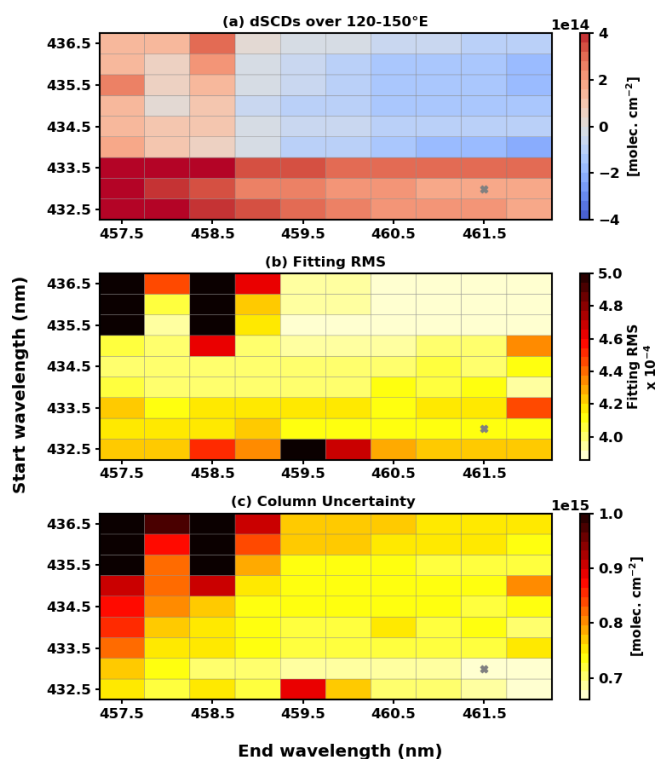 (a) dSCDs over 120-150°E
1e14
436.5
435.5
434.5
433.5
432.5
457.5 458.5 459.5 460.5 461.5
4
2
0
−2
−4
[molec. cm⁻²]
(b) Fitting RMS
436.5
435.5
434.5
433.5
432.5
457.5 458.5 459.5 460.5 461.5
5.0
4.8
4.6
4.4
4.2
4.0
Fitting RMS
x 10⁻⁴
Start wavelength (nm)
(c) Column Uncertainty
1e15
436.5
435.5
434.5
433.5
432.5
457.5 458.5 459.5 460.5 461.5
1.0
0.9
0.8
0.7
[molec. cm⁻²]
End wavelength (nm)